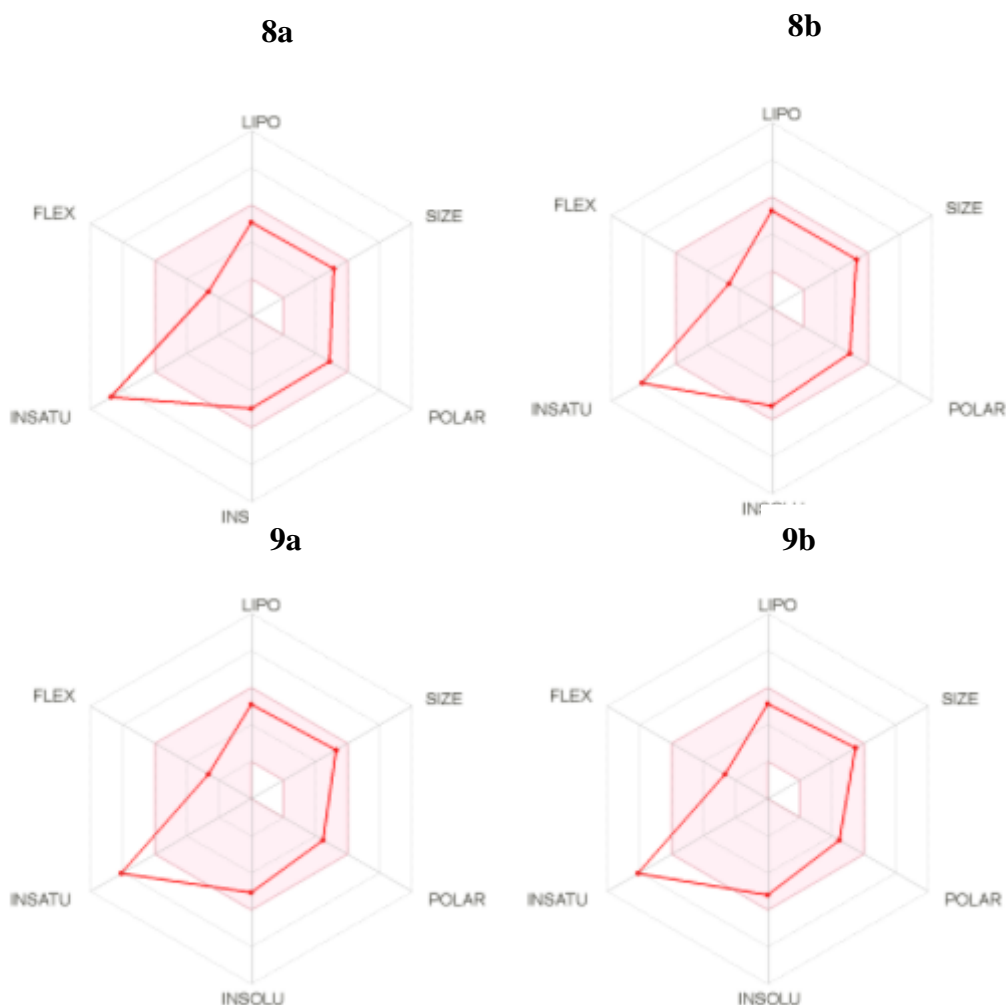 8a
8b
LIPO
LIPO
FLEX
SIZE
FLEX
SIZE
INSATU
POLAR
INSATU
POLAR
INS
9a
9b
LIPO
LIPO
FLEX
SIZE
FLEX
SIZE
INSATU
POLAR
INSATU
POLAR
INSOLU
INSOLU